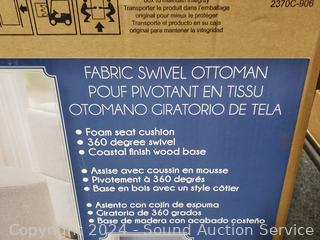 box to maintain integrity
Transporter le produit dans l'emballage
original pour mieux le protéger
Transporte el producto en su caja
original para mantener la integridad
2370C-906
FABRIC SWIVEL OTTOMAN
POUF PIVOTANT EN TISSU
OTOMANO GIRATORIO DE TELA
• Foam seat cushion
• 360 degree swivel
• Coastal finish wood base
• Assise avec coussin en mousse
• Pivotement à 360 degrés
• Base en bois avec un style côtier
• Asiento con cojín de espuma
• Giratorio de 360 grados
• Base de madera con acabado costeño
Copyright 2024 - Sound Auction Service